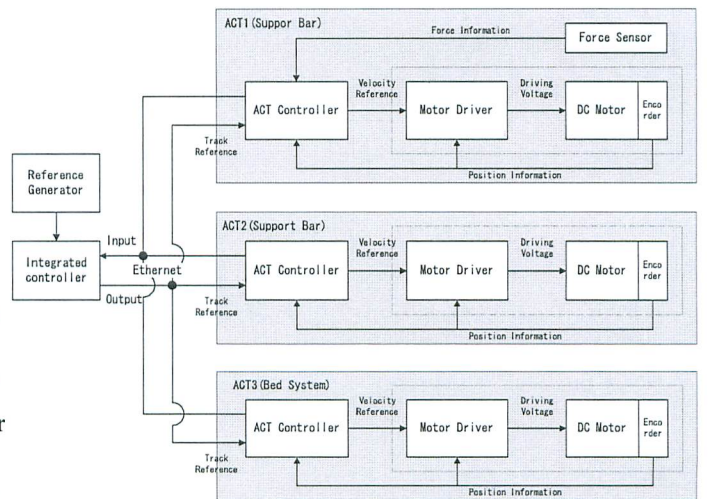 ACT1(Suppor Bar)
Force Information
Force Sensor
ACT Controller
Velocity
Reference
Motor Driver
Driving
Voltage
DC Motor
Enco
rder
Track
Reference
Position Information
Reference
Generator
Integrated
controller
Input
Ethernet
Output
ACT2(Support Bar)
ACT Controller
Velocity
Reference
Motor Driver
Driving
Voltage
DC Motor
Enco
rder
Track
Reference
Position Information
ACT3(Bed System)
ACT Controller
Velocity
Reference
Motor Driver
Driving
Voltage
DC Motor
Enco
rder
Track
Reference
Position Information
r